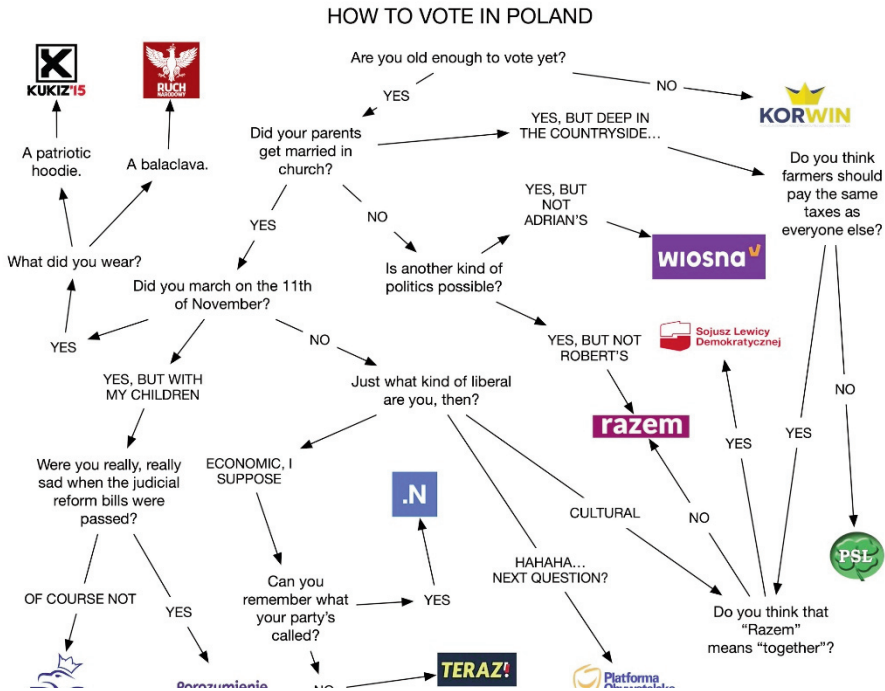 HOW TO VOTE IN POLAND
Are you old enough to vote yet?
YES
NO
KUKIZ'15
RUCH
NARODOWY
KORWIN
A patriotic
hoodie.
A balaclava.
Did your parents
get married in
church?
YES, BUT DEEP IN
THE COUNTRYSIDE...
Do you think
farmers should
pay the same
taxes as
everyone else?
YES
NO
YES, BUT
NOT
ADRIAN'S
wiosna
What did you wear?
Did you march on the 11th
of November?
Is another kind of
politics possible?
YES
NO
YES, BUT NOT
ROBERT'S
Sojusz Lewicy
Demokratycznej
YES, BUT WITH
MY CHILDREN
Just what kind of liberal
are you, then?
NO
razem
YES
YES
Were you really, really
sad when the judicial
reform bills were
passed?
ECONOMIC, I
SUPPOSE
.N
CULTURAL
NO
PSL
HAHAHA...
NEXT QUESTION?
Can you
remember what
your party's
called?
YES
OF COURSE NOT
YES
Do you think that
"Razem"
means "together"?
NO
TERAZ!
Porozumienie
Platforma
Obywatelska